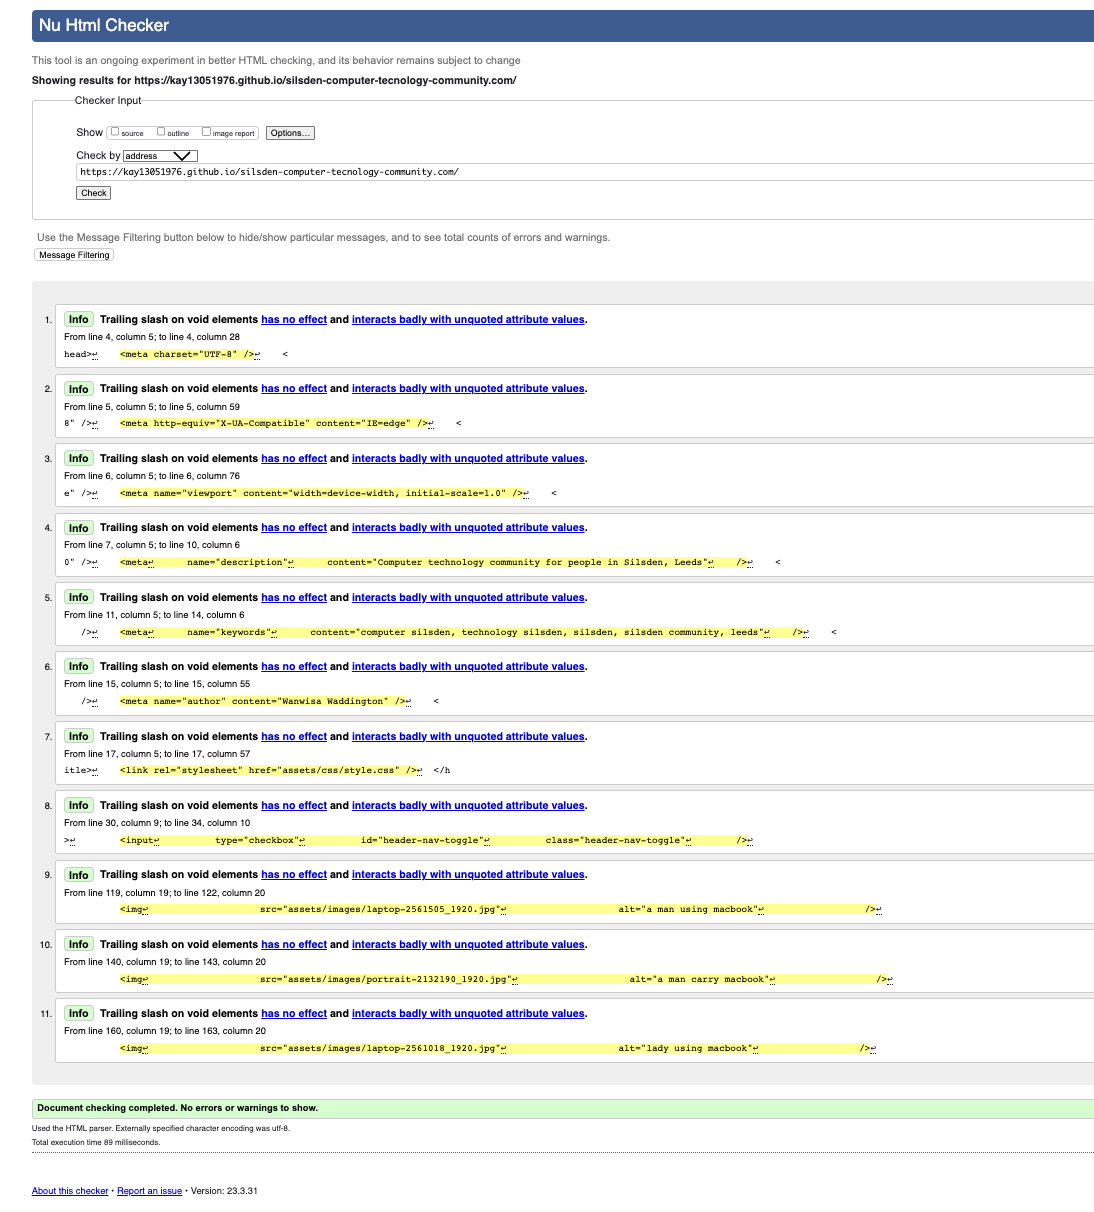 Nu Html Checker
This tool is an ongoing experiment in better HTML checking, and its behavior remains subject to change
Showing results for https://kay13051976.github.io/silsden-computer-tecnology-community.com/
Checker Input
Show source outline image report Options...
Check by address
https://kay13051976.github.io/silsden-computer-tecnology-community.com/
Check
Use the Message Filtering button below to hide/show particular messages, and to see total counts of errors and warnings.
Message Filtering
1. Info Trailing slash on void elements has no effect and interacts badly with unquoted attribute values.
From line 4, column 5; to line 4, column 28
head>↩ <meta charset="UTF-8" />↩ <
2. Info Trailing slash on void elements has no effect and interacts badly with unquoted attribute values.
From line 5, column 5; to line 5, column 59
8" />↩ <meta http-equiv="X-UA-Compatible" content="IE=edge" />↩ <
3. Info Trailing slash on void elements has no effect and interacts badly with unquoted attribute values.
From line 6, column 5; to line 6, column 76
e" />↩ <meta name="viewport" content="width=device-width, initial-scale=1.0" />↩ <
4. Info Trailing slash on void elements has no effect and interacts badly with unquoted attribute values.
From line 7, column 5; to line 10, column 6
0" />↩ <meta↩ name="description"↩ content="Computer technology community for people in Silsden, Leeds"↩ />↩ <
5. Info Trailing slash on void elements has no effect and interacts badly with unquoted attribute values.
From line 11, column 5; to line 14, column 6
/>↩ <meta↩ name="keywords"↩ content="computer silsden, technology silsden, silsden, silsden community, leeds"↩ />↩ <
6. Info Trailing slash on void elements has no effect and interacts badly with unquoted attribute values.
From line 15, column 5; to line 15, column 55
/>↩ <meta name="author" content="Wanwisa Waddington" />↩ <
7. Info Trailing slash on void elements has no effect and interacts badly with unquoted attribute values.
From line 17, column 5; to line 17, column 57
itle>↩ <link rel="stylesheet" href="assets/css/style.css" />↩ </h
8. Info Trailing slash on void elements has no effect and interacts badly with unquoted attribute values.
From line 30, column 9; to line 34, column 10
>↩ <input↩ type="checkbox"↩ id="header-nav-toggle"↩ class="header-nav-toggle"↩ />↩
9. Info Trailing slash on void elements has no effect and interacts badly with unquoted attribute values.
From line 119, column 19; to line 122, column 20
<img↩ src="assets/images/laptop-2561505_1920.jpg"↩ alt="a man using macbook"↩ />↩
10. Info Trailing slash on void elements has no effect and interacts badly with unquoted attribute values.
From line 140, column 19; to line 143, column 20
<img↩ src="assets/images/portrait-2132190_1920.jpg"↩ alt="a man carry macbook"↩ />↩
11. Info Trailing slash on void elements has no effect and interacts badly with unquoted attribute values.
From line 160, column 19; to line 163, column 20
<img↩ src="assets/images/laptop-2561018_1920.jpg"↩ alt="lady using macbook"↩ />↩
Document checking completed. No errors or warnings to show.
Used the HTML parser. Externally specified character encoding was utf-8.
Total execution time 89 milliseconds.
About this checker • Report an issue • Version: 23.3.31